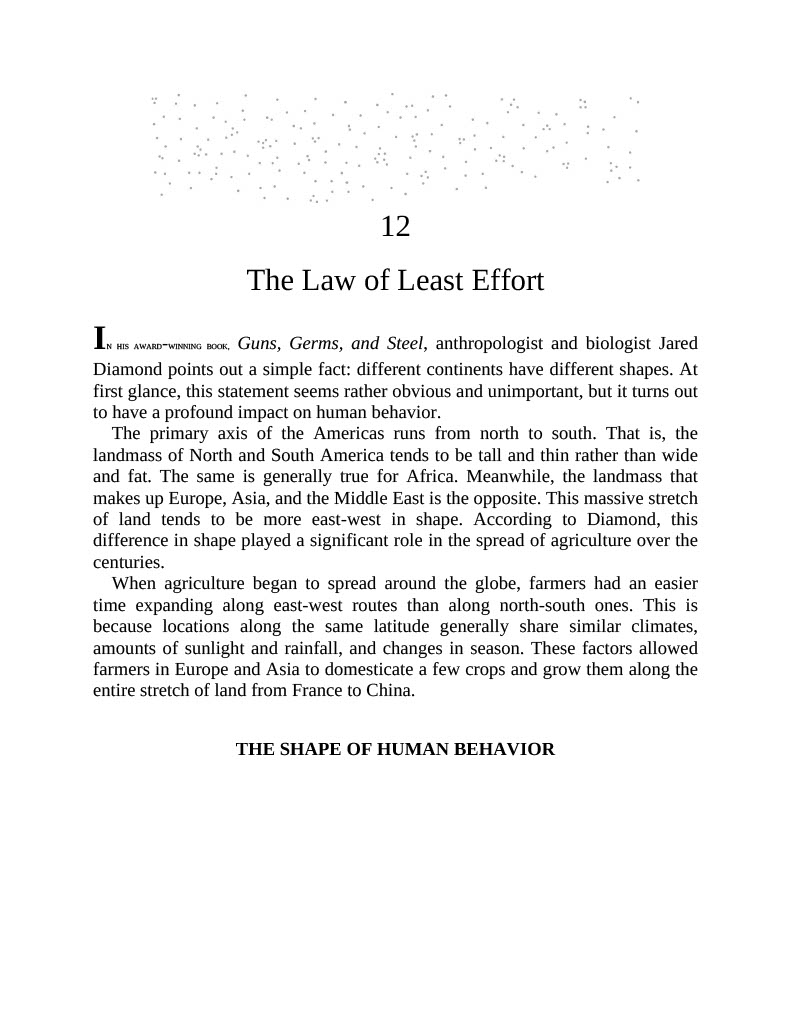 12
The Law of Least Effort
IN HIS AWARD-WINNING BOOK, Guns, Germs, and Steel, anthropologist and biologist Jared
Diamond points out a simple fact: different continents have different shapes. At
first glance, this statement seems rather obvious and unimportant, but it turns out
to have a profound impact on human behavior.
The primary axis of the Americas runs from north to south. That is, the
landmass of North and South America tends to be tall and thin rather than wide
and fat. The same is generally true for Africa. Meanwhile, the landmass that
makes up Europe, Asia, and the Middle East is the opposite. This massive stretch
of land tends to be more east-west in shape. According to Diamond, this
difference in shape played a significant role in the spread of agriculture over the
centuries.
When agriculture began to spread around the globe, farmers had an easier
time expanding along east-west routes than along north-south ones. This is
because locations along the same latitude generally share similar climates,
amounts of sunlight and rainfall, and changes in season. These factors allowed
farmers in Europe and Asia to domesticate a few crops and grow them along the
entire stretch of land from France to China.
THE SHAPE OF HUMAN BEHAVIOR